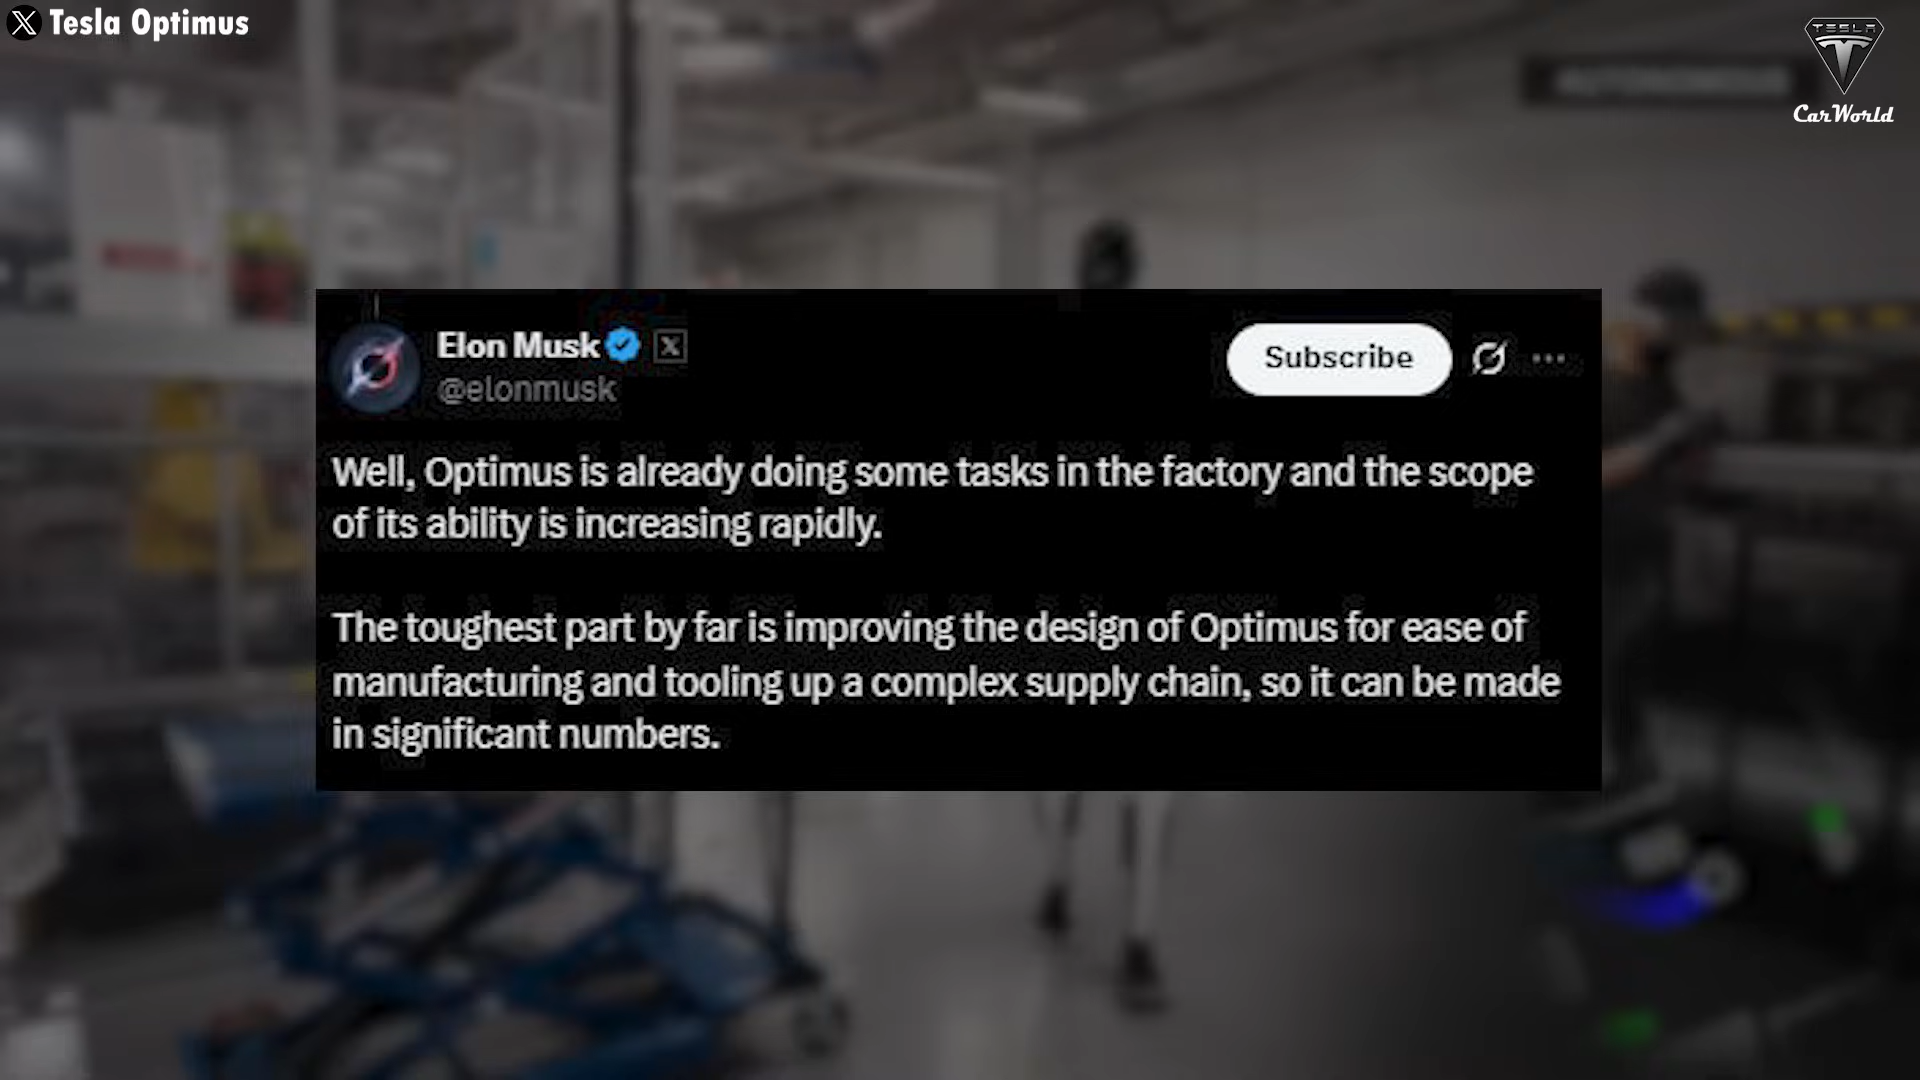 Tesla Optimus
TESLA
CarWorld
Elon Musk
@elonmusk
Subscribe
Well, Optimus is already doing some tasks in the factory and the scope
of its ability is increasing rapidly.
The toughest part by far is improving the design of Optimus for ease of
manufacturing and tooling up a complex supply chain, so it can be made
in significant numbers.